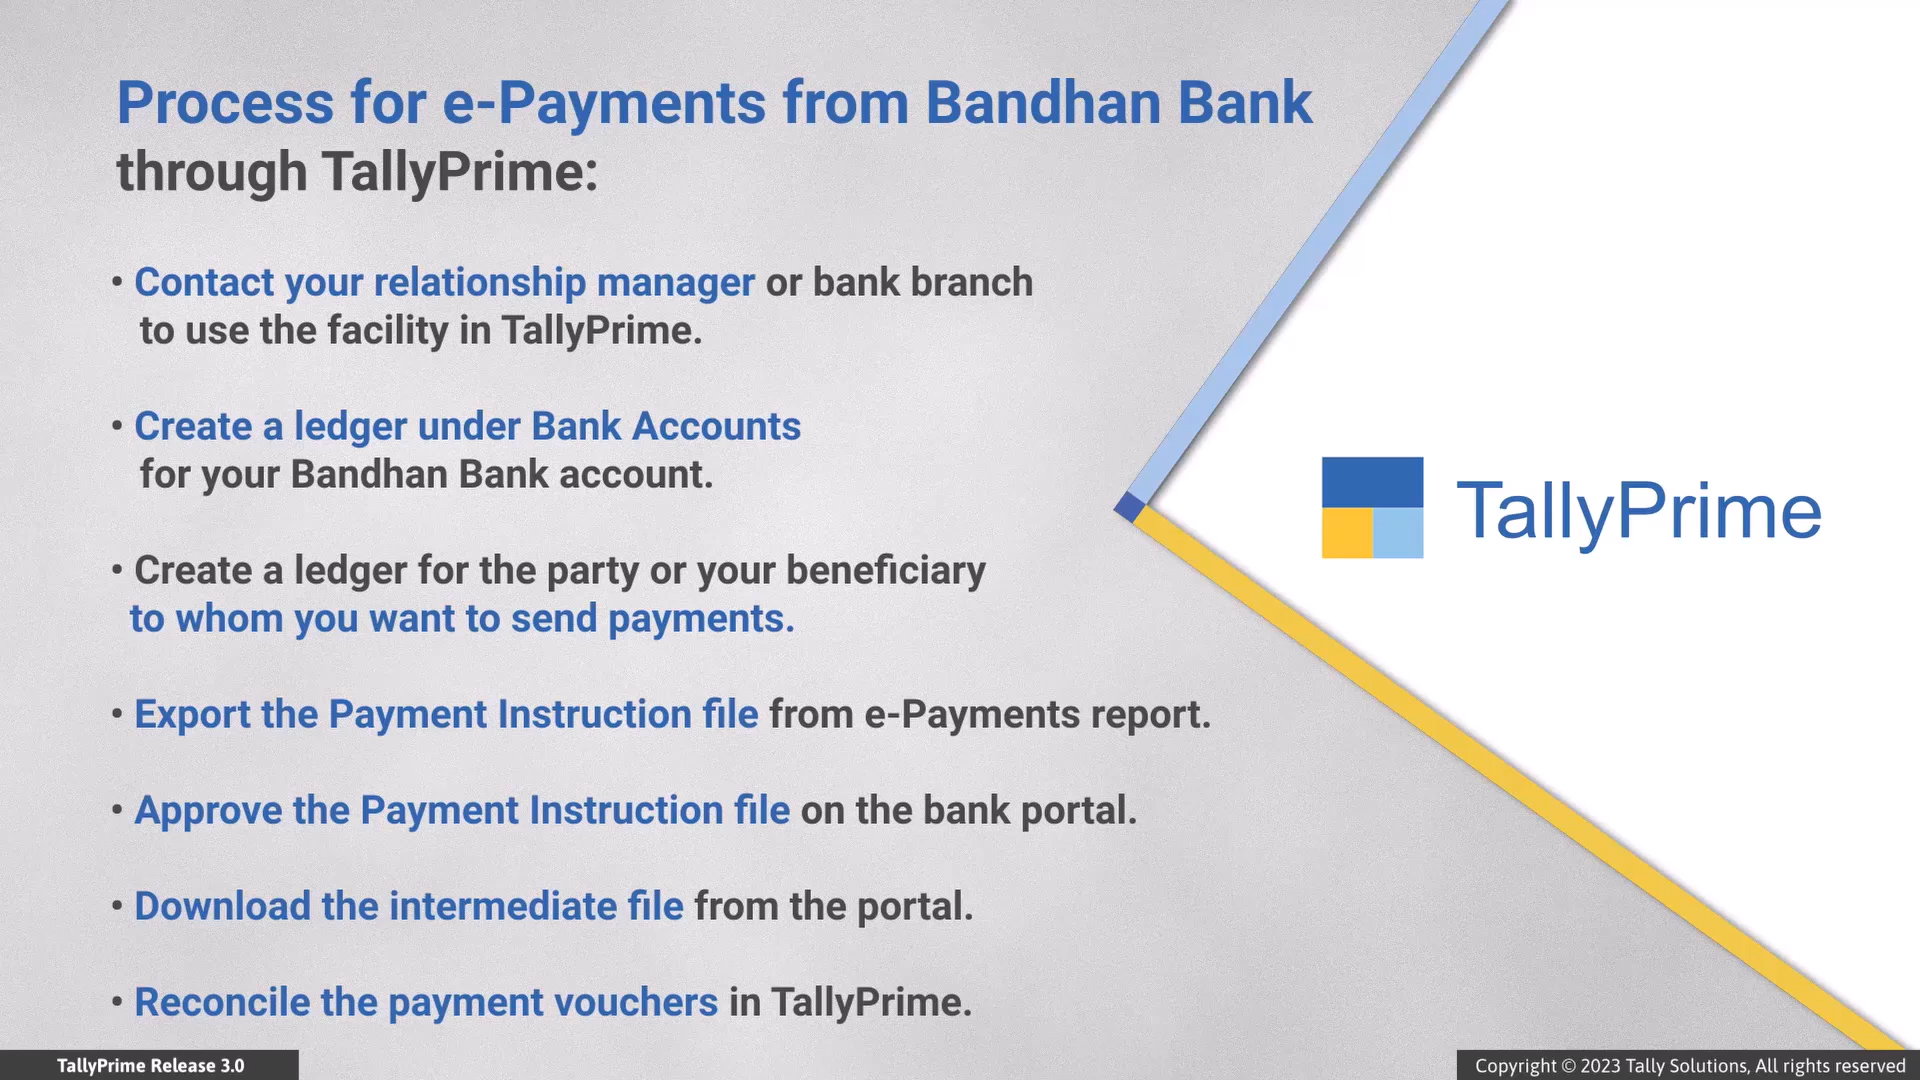 Process for e-Payments from Bandhan Bank
through TallyPrime:
• Contact your relationship manager or bank branch
to use the facility in TallyPrime.
• Create a ledger under Bank Accounts
for your Bandhan Bank account.
• Create a ledger for the party or your beneficiary
to whom you want to send payments.
• Export the Payment Instruction file from e-Payments report.
• Approve the Payment Instruction file on the bank portal.
• Download the intermediate file from the portal.
• Reconcile the payment vouchers in TallyPrime.
TallyPrime
TallyPrime Release 3.0
Copyright © 2023 Tally Solutions, All rights reserved